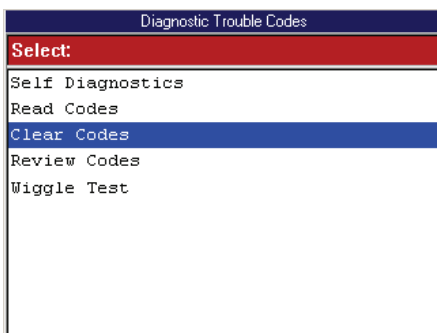 Diagnostic Trouble Codes
Select:
Self Diagnostics
Read Codes
Clear Codes
Review Codes
Wiggle Test